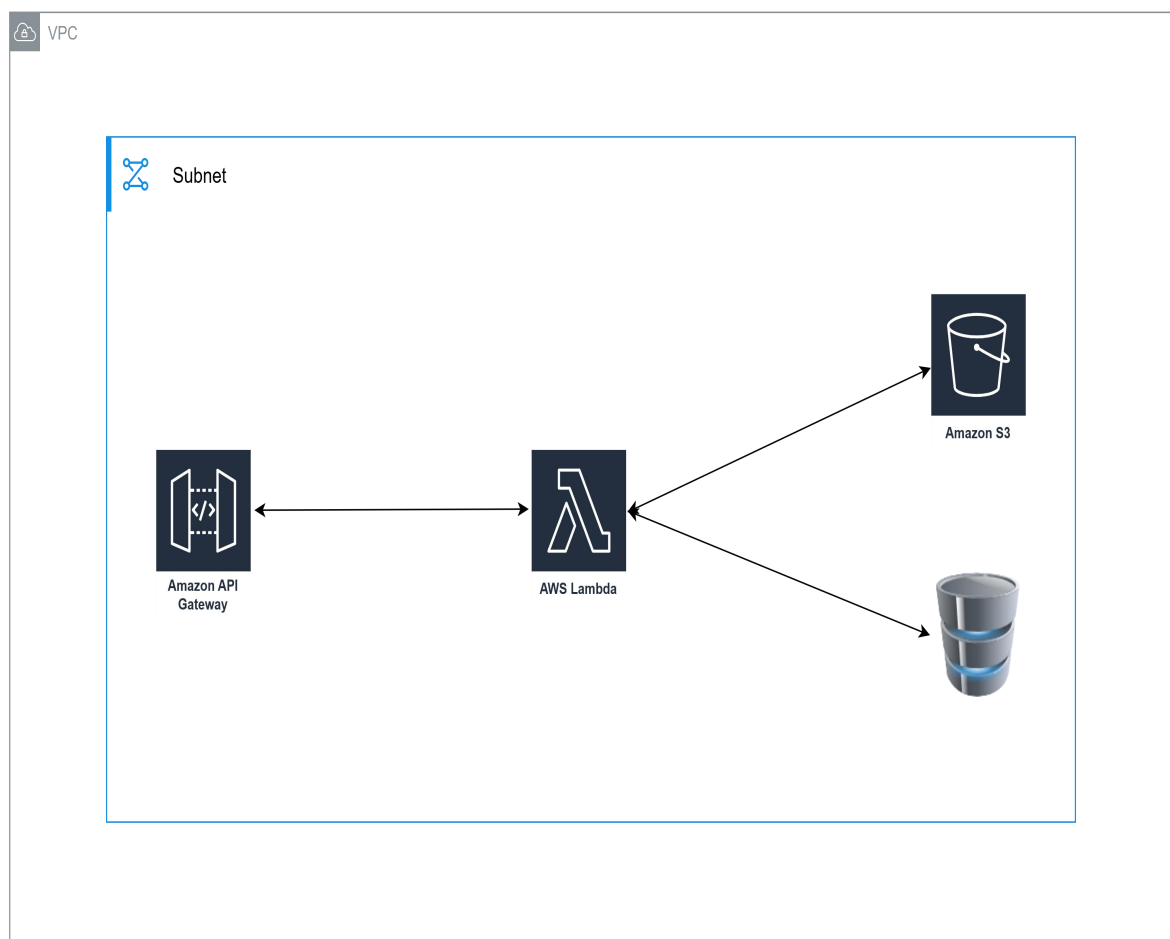 VPC
Subnet
Amazon S3
</>
Amazon API
Gateway
AWS Lambda